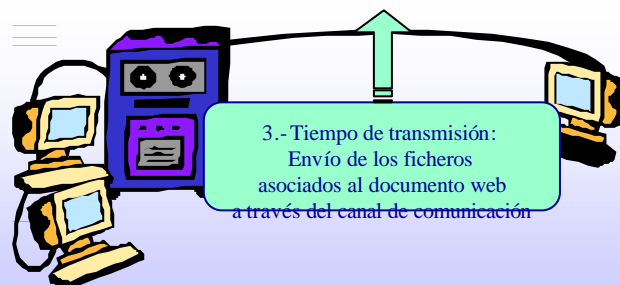 3.- Tiempo de transmisión:
Envío de los ficheros
asociados al documento web
a través del canal de comunicación